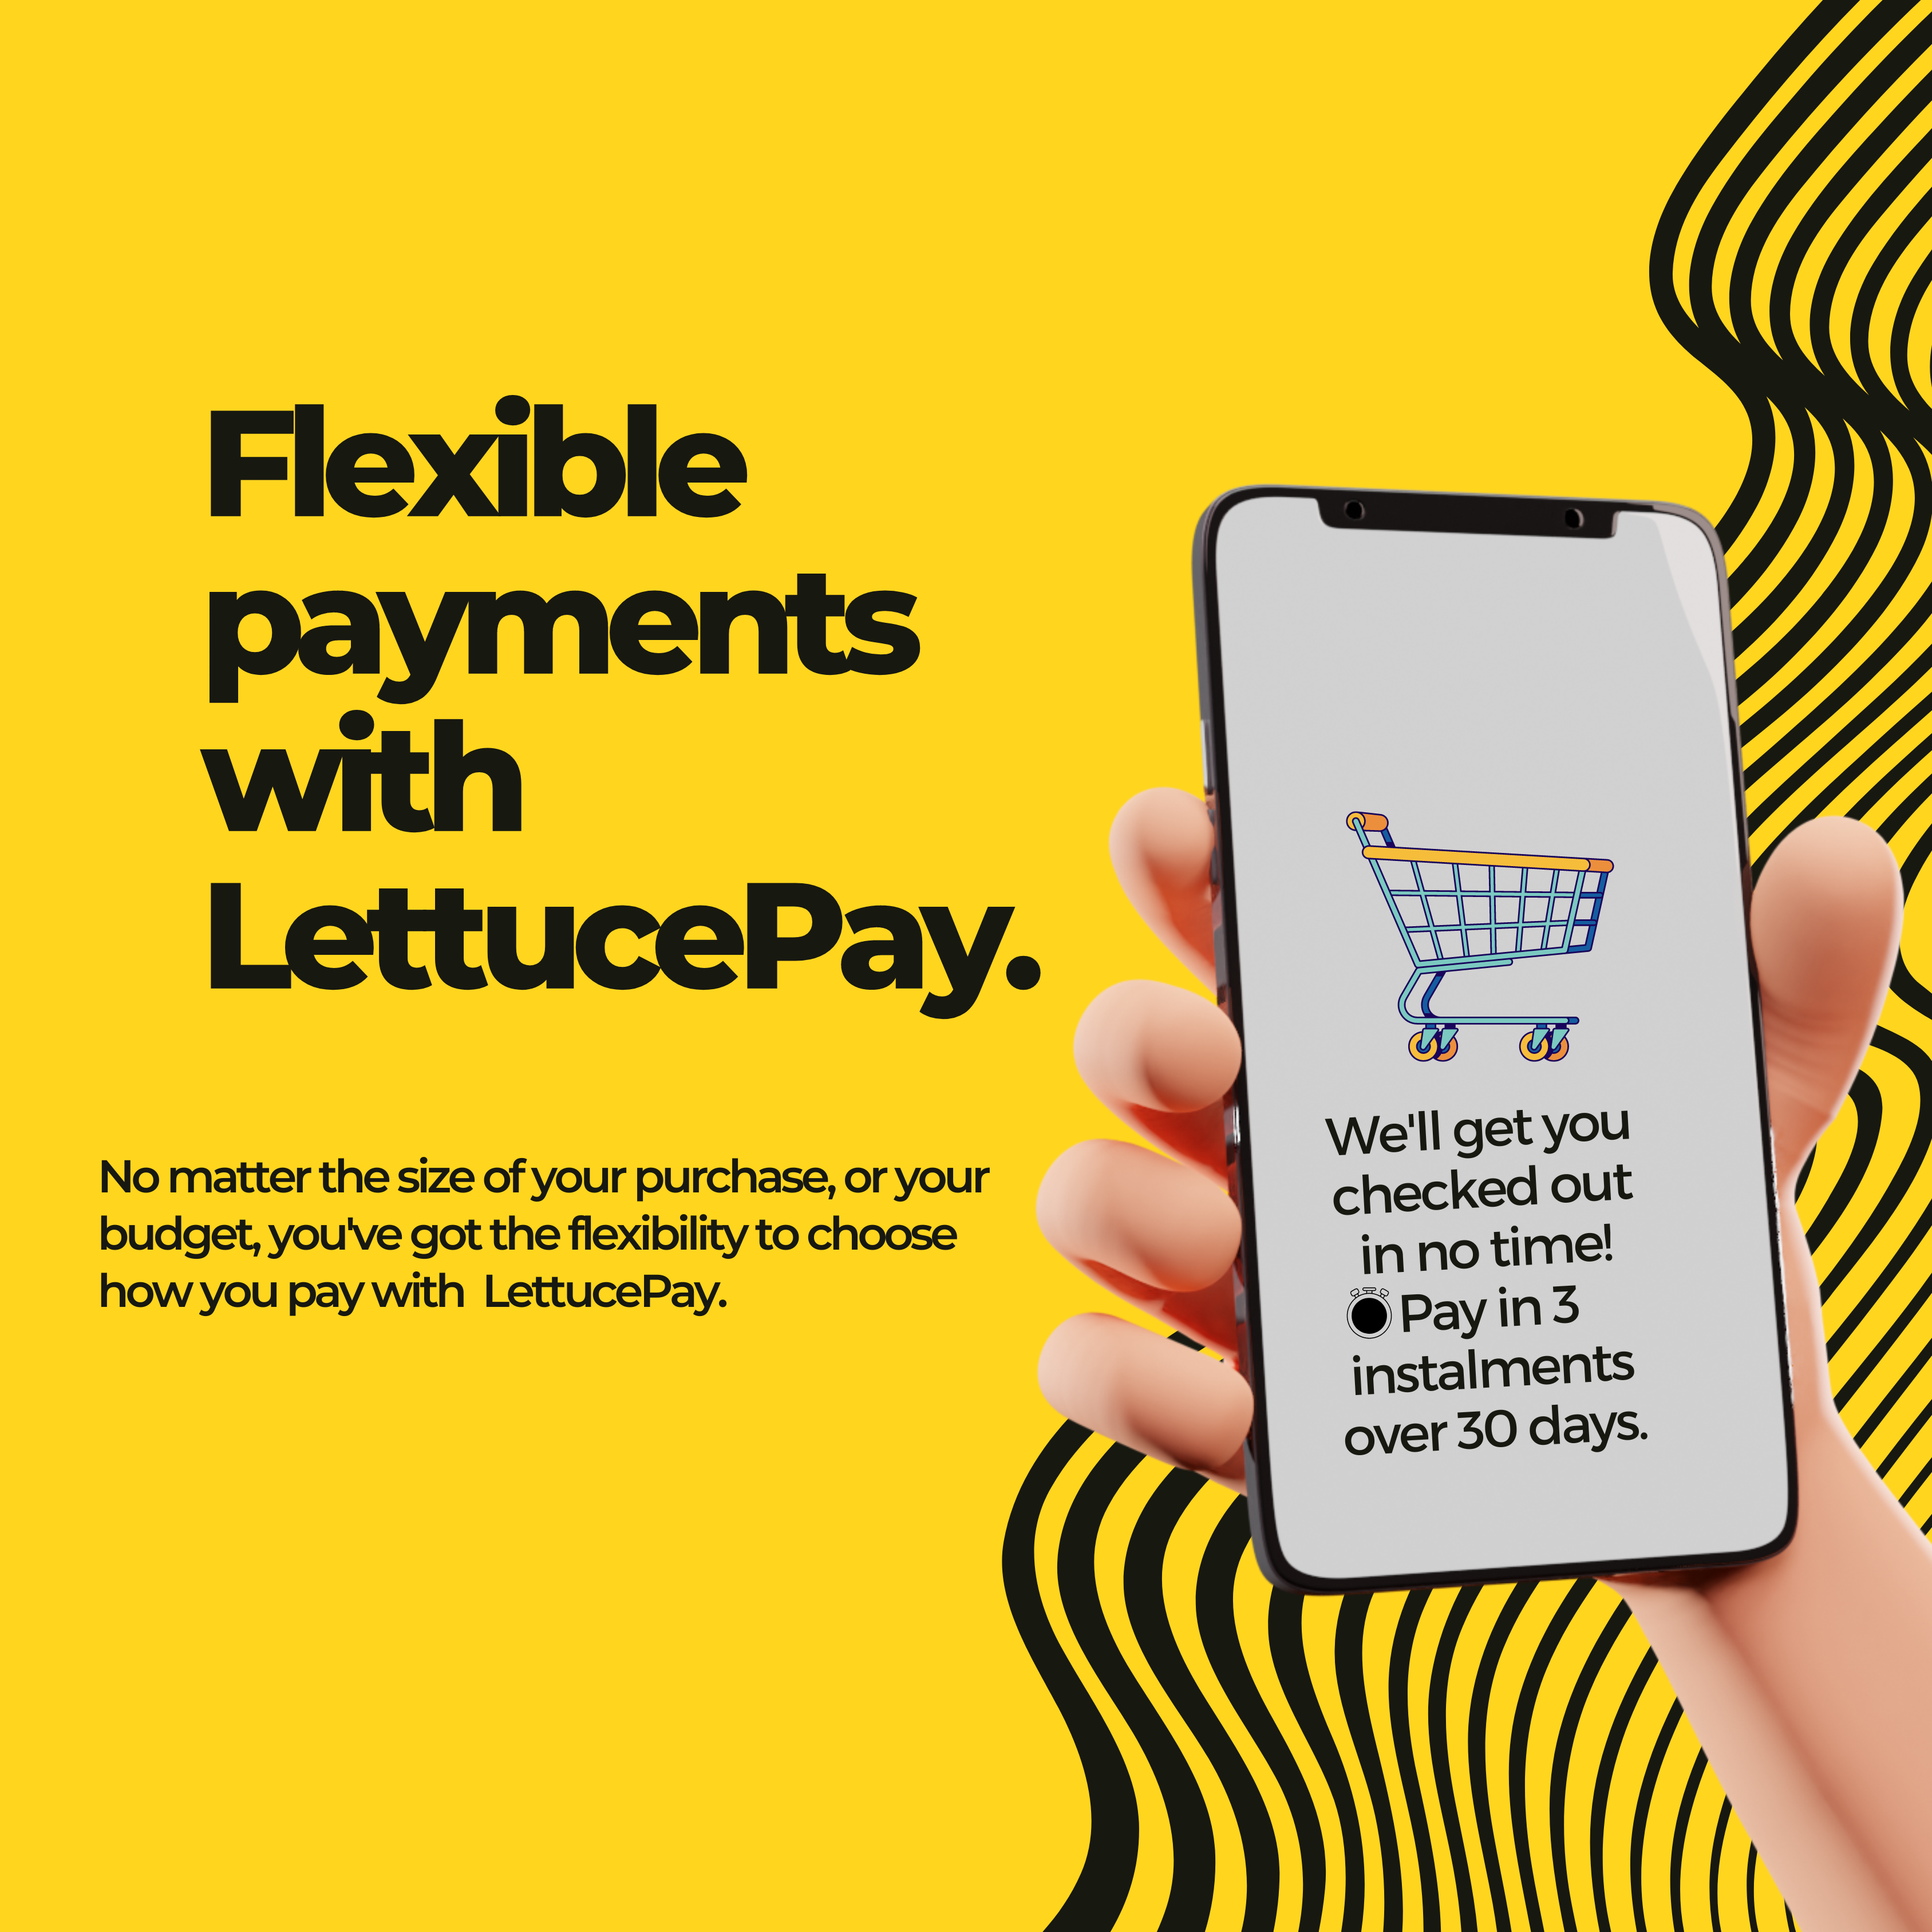 Flexible
payments
with
LettucePay.
No matter the size of your purchase, or your
budget, you've got the flexibility to choose
how you pay with  LettucePay.
We'll get you
checked out
in no time!
Pay in 3
instalments
over 30 days.